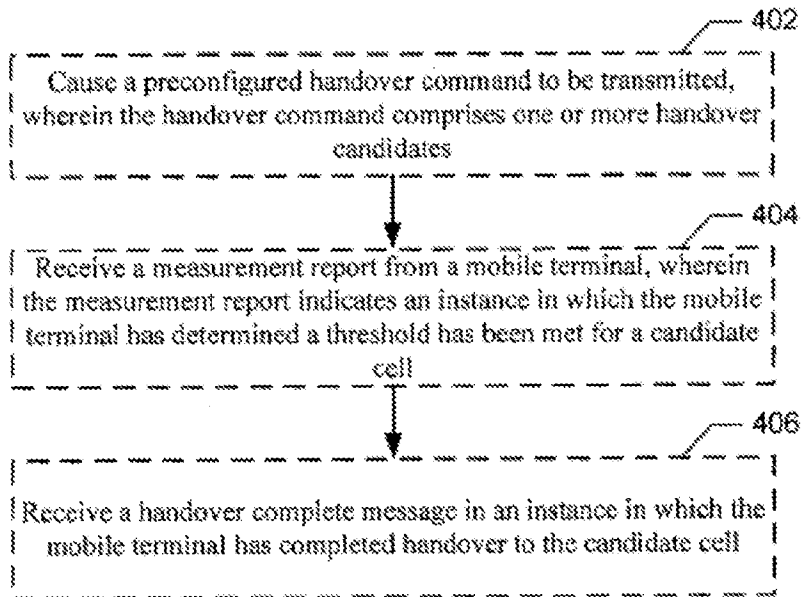 402
Cause a preconfigured handover command to be transmitted,
wherein the handover command comprises one or more handover
candidates
404
Receive a measurement report from a mobile terminal, wherein
the measurement report indicates an instance in which the mobile
terminal has determined a threshold has been met for a candidate
cell
406
Receive a handover complete message in an instance in which the
mobile terminal has completed handover to the candidate cell